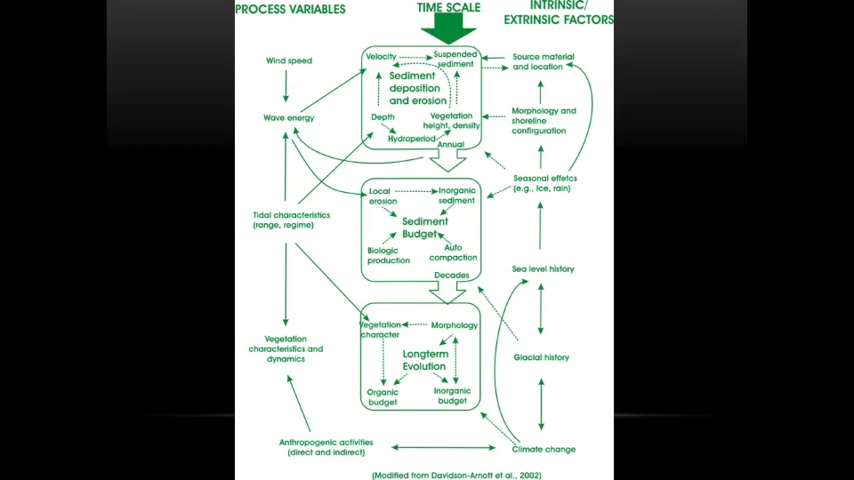 PROCESS VARIABLES
TIME SCALE
INTRINSIC/
EXTRINSIC FACTORS
Wind speed
Wave energy
Tidal characteristics
(range, regime)
Vegetation
characteristics and
dynamics
Anthropogenic activities
(direct and indirect)
Velocity
Suspended
sediment
Sediment
deposition
and erosion
Depth
Vegetation
height, density
Hydroperiod
Annual
Local
erosion
Inorganic
sediment
Sediment
Budget
Biologic
production
Auto
compaction
Decades
Vegetation
character
Morphology
Longterm
Evolution
Organic
budget
Inorganic
budget
Source material
and location
Morphology and
shoreline
confirguration
Seasonal effetcs
(e.g., Ice, rain)
Sea level history
Glacial history
Climate change
(Modified from Davidson-Arnott et al., 2002)